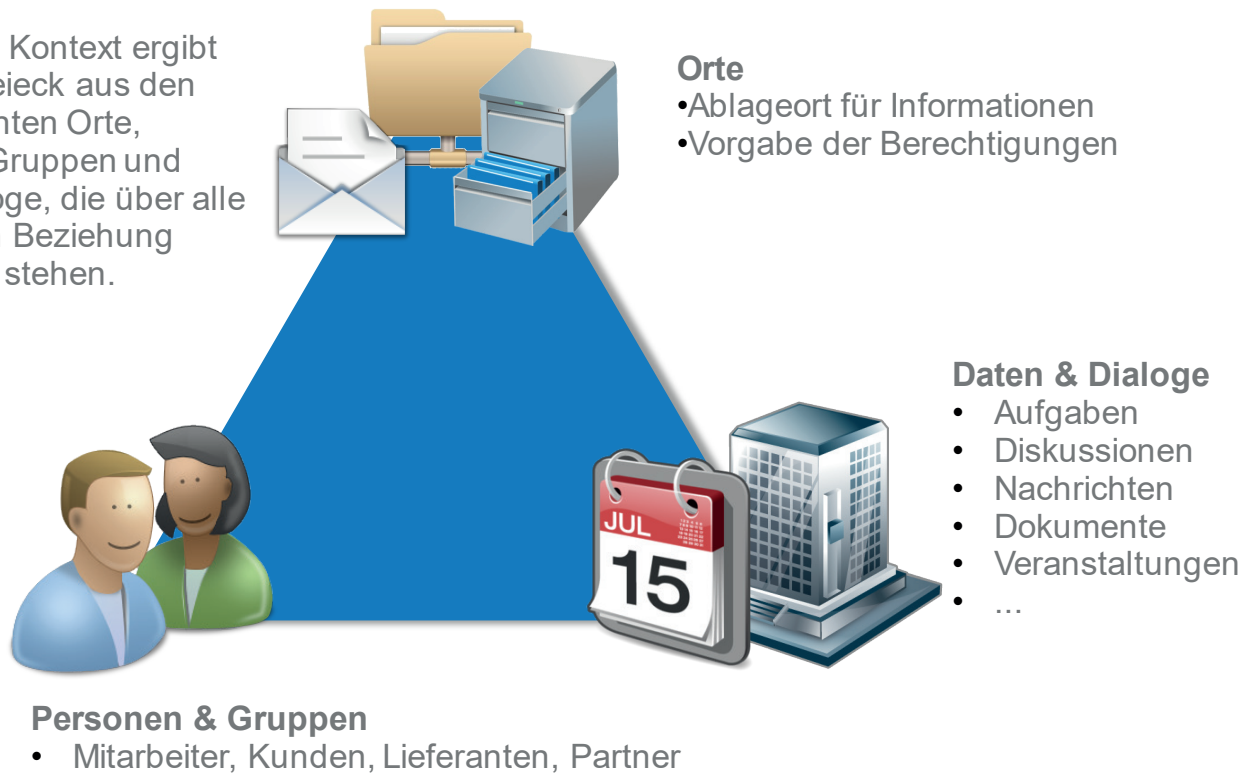 Kontext ergibt
eieck aus den
nten Orte,
Gruppen und
oge, die über alle
Beziehung
stehen.
Orte
•Ablageort für Informationen
•Vorgabe der Berechtigungen
Daten & Dialoge
• Aufgaben
• Diskussionen
• Nachrichten
• Dokumente
• Veranstaltungen
• ...
JUL
15
Personen & Gruppen
• Mitarbeiter, Kunden, Lieferanten, Partner